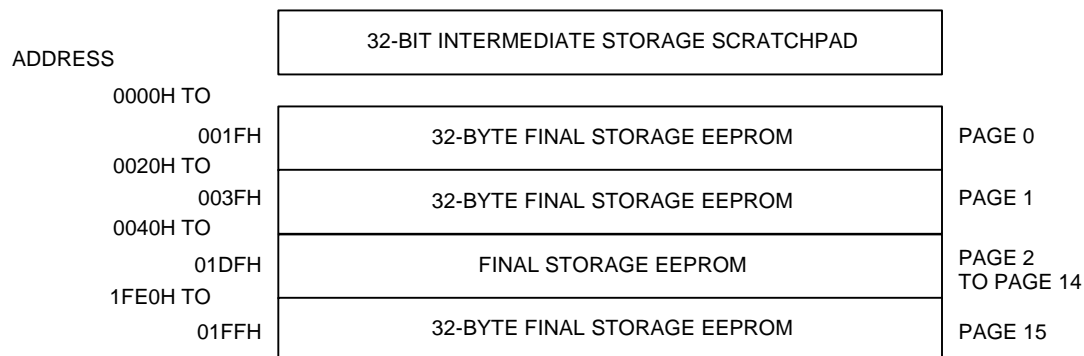 32-BIT INTERMEDIATE STORAGE SCRATCHPAD
ADDRESS
0000H TO
001FH 32-BYTE FINAL STORAGE EEPROM PAGE 0
0020H TO
003FH 32-BYTE FINAL STORAGE EEPROM PAGE 1
0040H TO
01DFH FINAL STORAGE EEPROM PAGE 2
TO PAGE 14
1FE0H TO
01FFH 32-BYTE FINAL STORAGE EEPROM PAGE 15